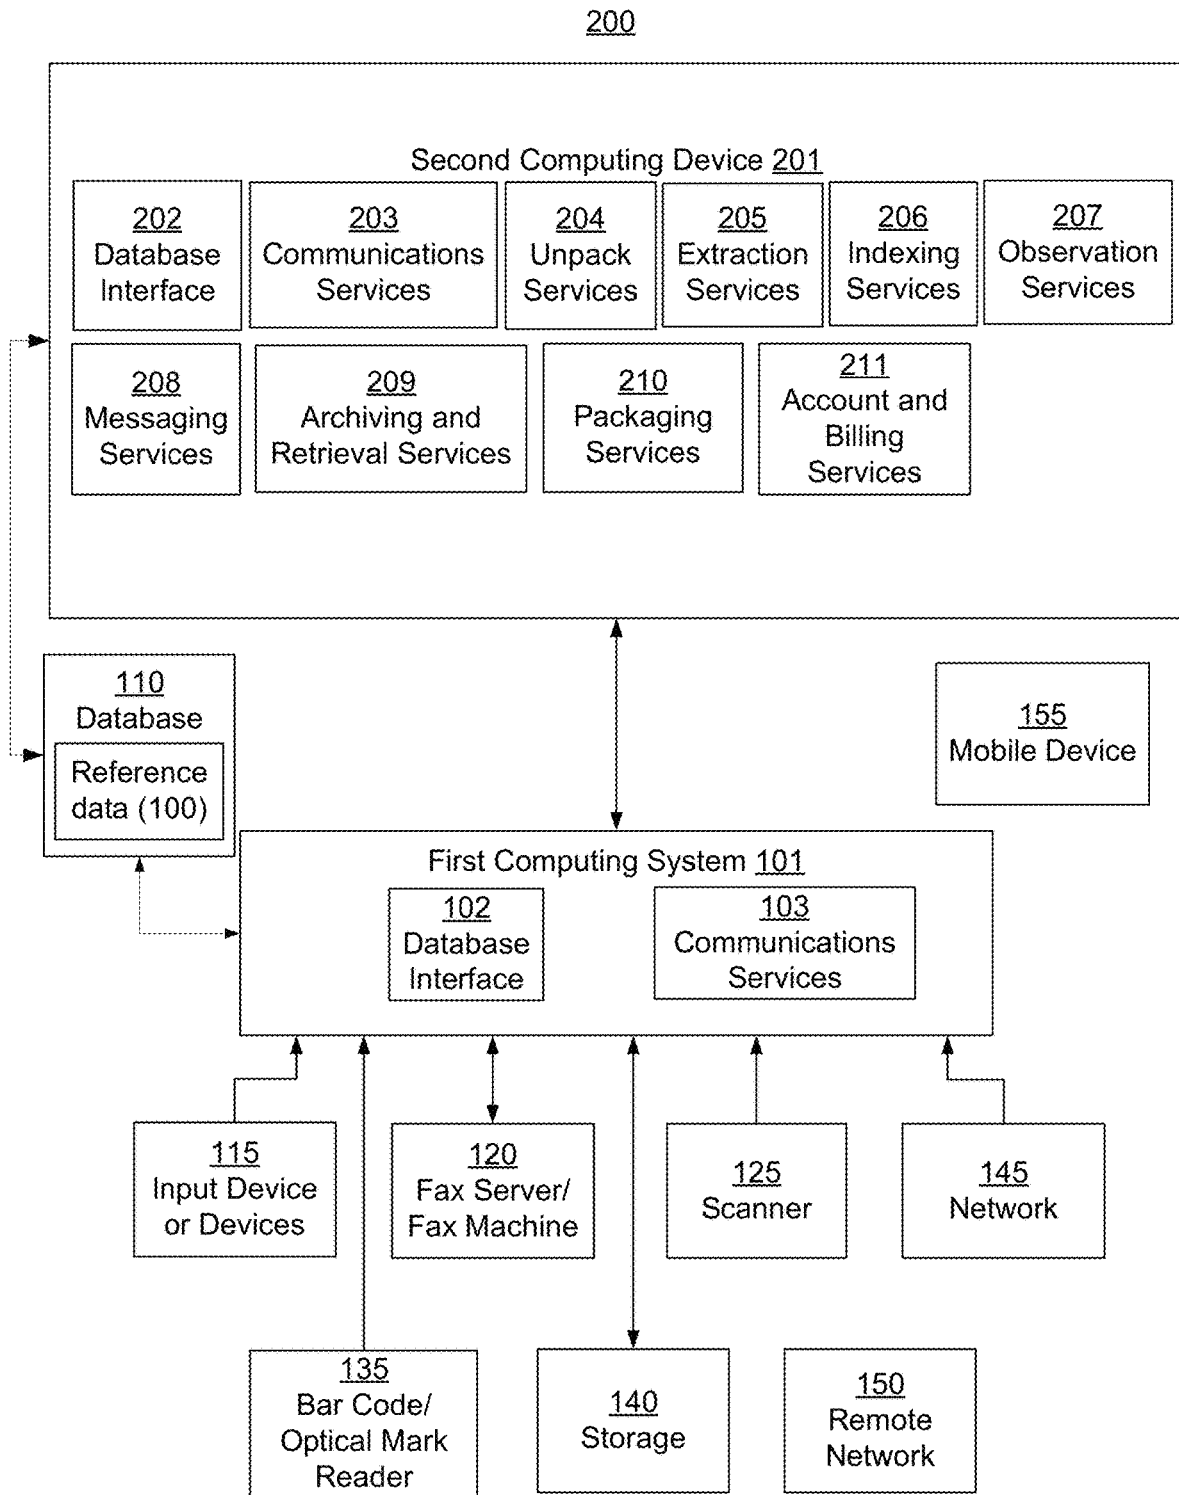 200
Second Computing Device 201
202
Database
Interface
203
Communications
Services
204
Unpack
Services
205
Extraction
Services
206
Indexing
Services
207
Observation
Services
208
Messaging
Services
209
Archiving and
Retrieval Services
210
Packaging
Services
211
Account and
Billing
Services
110
Database
Reference
data (100)
155
Mobile Device
First Computing System 101
102
Database
Interface
103
Communications
Services
115
Input Device
or Devices
120
Fax Server/
Fax Machine
125
Scanner
145
Network
135
Bar Code/
Optical Mark
Reader
140
Storage
150
Remote
Network